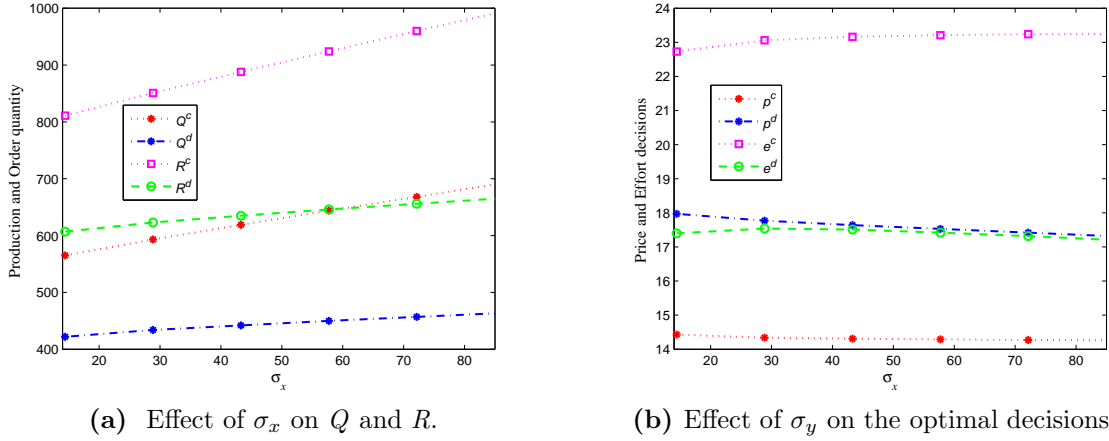 1000
900
800
700
600
500
400
Production and Order quantity
Q^c
Q^d
R^c
R^d
20 30 40 50 60 70 80
σ_x
(a) Effect of σ_x on Q and R.
24
23
22
21
20
19
18
17
16
15
14
Price and Effort decisions
p^c
p^d
e^c
e^d
20 30 40 50 60 70 80
σ_x
(b) Effect of σ_y on the optimal decisions